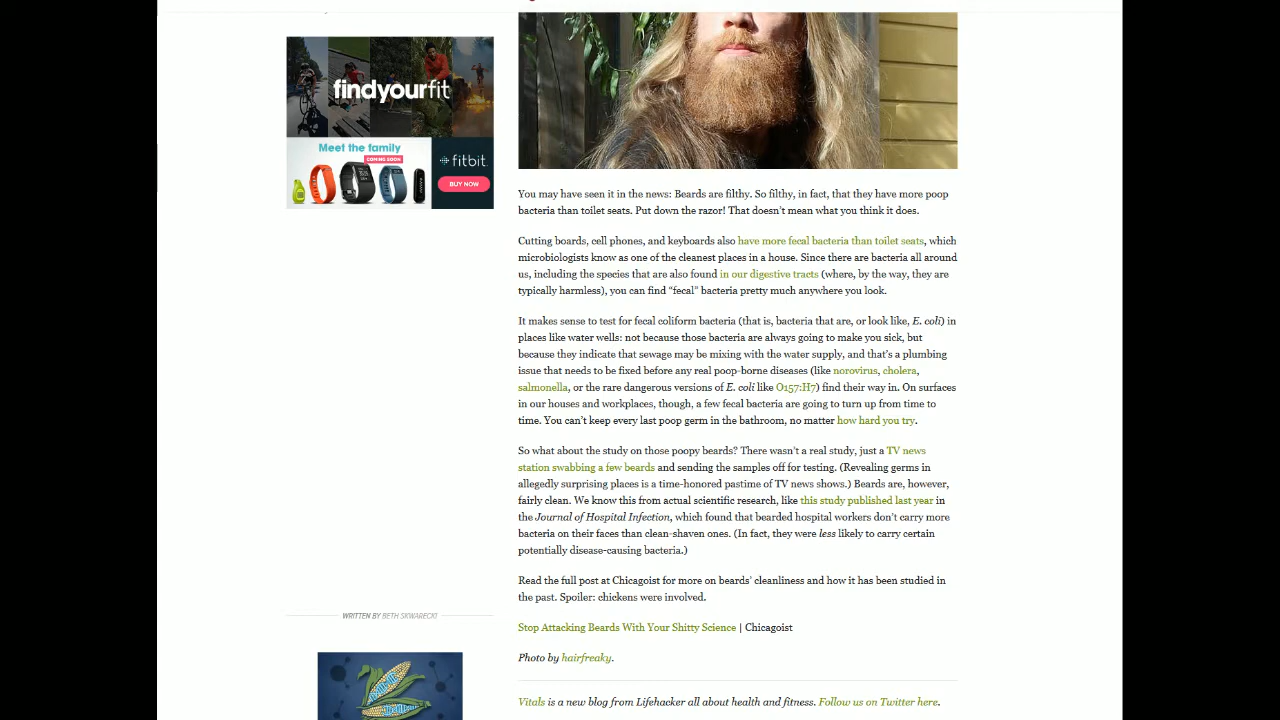 findyourfit
Meet the family
COMING SOON
fitbit
BUY NOW
You may have seen it in the news: Beards are filthy. So filthy, in fact, that they have more poop
bacteria than toilet seats. Put down the razor! That doesn't mean what you think it does.
Cutting boards, cell phones, and keyboards also have more fecal bacteria than toilet seats, which
microbiologists know as one of the cleanest places in a house. Since there are bacteria all around
us, including the species that are also found in our digestive tracts (where, by the way, they are
typically harmless), you can find “fecal” bacteria pretty much anywhere you look.
It makes sense to test for fecal coliform bacteria (that is, bacteria that are, or look like, E. coli) in
places like water wells: not because those bacteria are always going to make you sick, but
because they indicate that sewage may be mixing with the water supply, and that's a plumbing
issue that needs to be fixed before any real poop-borne diseases (like norovirus, cholera,
salmonella, or the rare dangerous versions of E. coli like O157:H7) find their way in. On surfaces
in our houses and workplaces, though, a few fecal bacteria are going to turn up from time to
time. You can't keep every last poop germ in the bathroom, no matter how hard you try.
So what about the study on those poopy beards? There wasn't a real study, just a TV news
station swabbing a few beards and sending the samples off for testing. (Revealing germs in
allegedly surprising places is a time-honored pastime of TV news shows.) Beards are, however,
fairly clean. We know this from actual scientific research, like this study published last year in
the Journal of Hospital Infection, which found that bearded hospital workers don't carry more
bacteria on their faces than clean-shaven ones. (In fact, they were less likely to carry certain
potentially disease-causing bacteria.)
Read the full post at Chicagoist for more on beards' cleanliness and how it has been studied in
the past. Spoiler: chickens were involved.
WRITTEN BY BETH SKWARECKI
Stop Attacking Beards With Your Shitty Science | Chicagoist
Photo by hairfreaky.
Vitals is a new blog from Lifehacker all about health and fitness. Follow us on Twitter here.